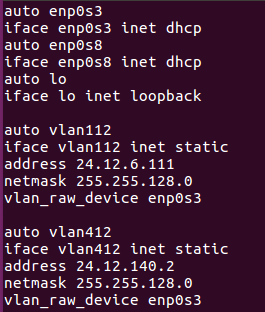 auto enp0s3
iface enp0s3 inet dhcp
auto enp0s8
iface enp0s8 inet dhcp
auto lo
iface lo inet loopback

auto vlan112
iface vlan112 inet static
address 24.12.6.111
netmask 255.255.128.0
vlan_raw_device enp0s3

auto vlan412
iface vlan412 inet static
address 24.12.140.2
netmask 255.255.128.0
vlan_raw_device enp0s3